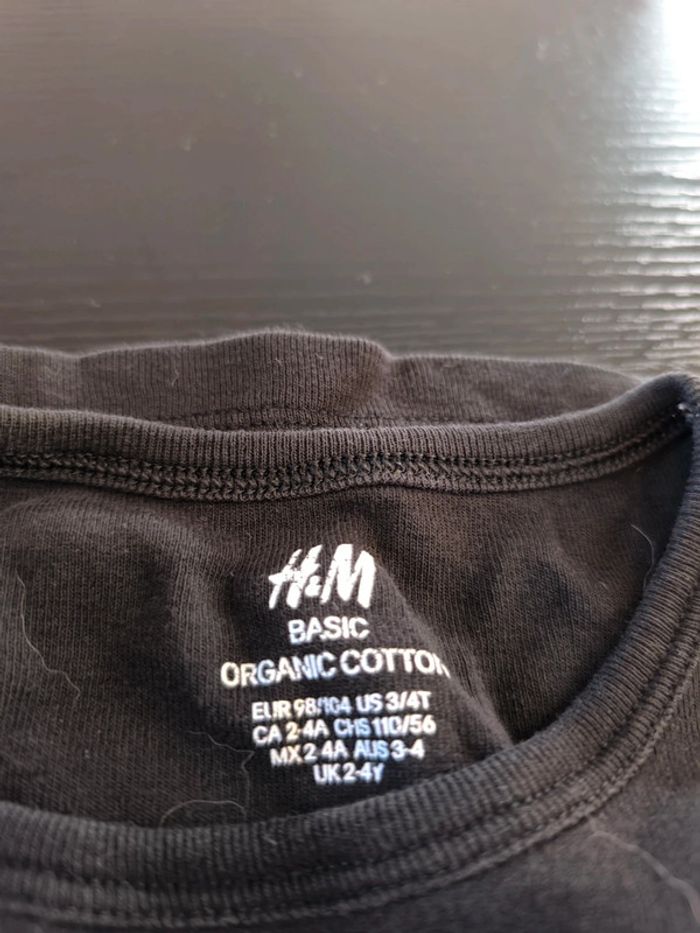 H&M
BASIC
ORGANIC COTTON
EUR 98/104 US 3/4T
CA 2-4A CHS 110/56
MX 2-4A AUS 3-4
UK 2-4Y